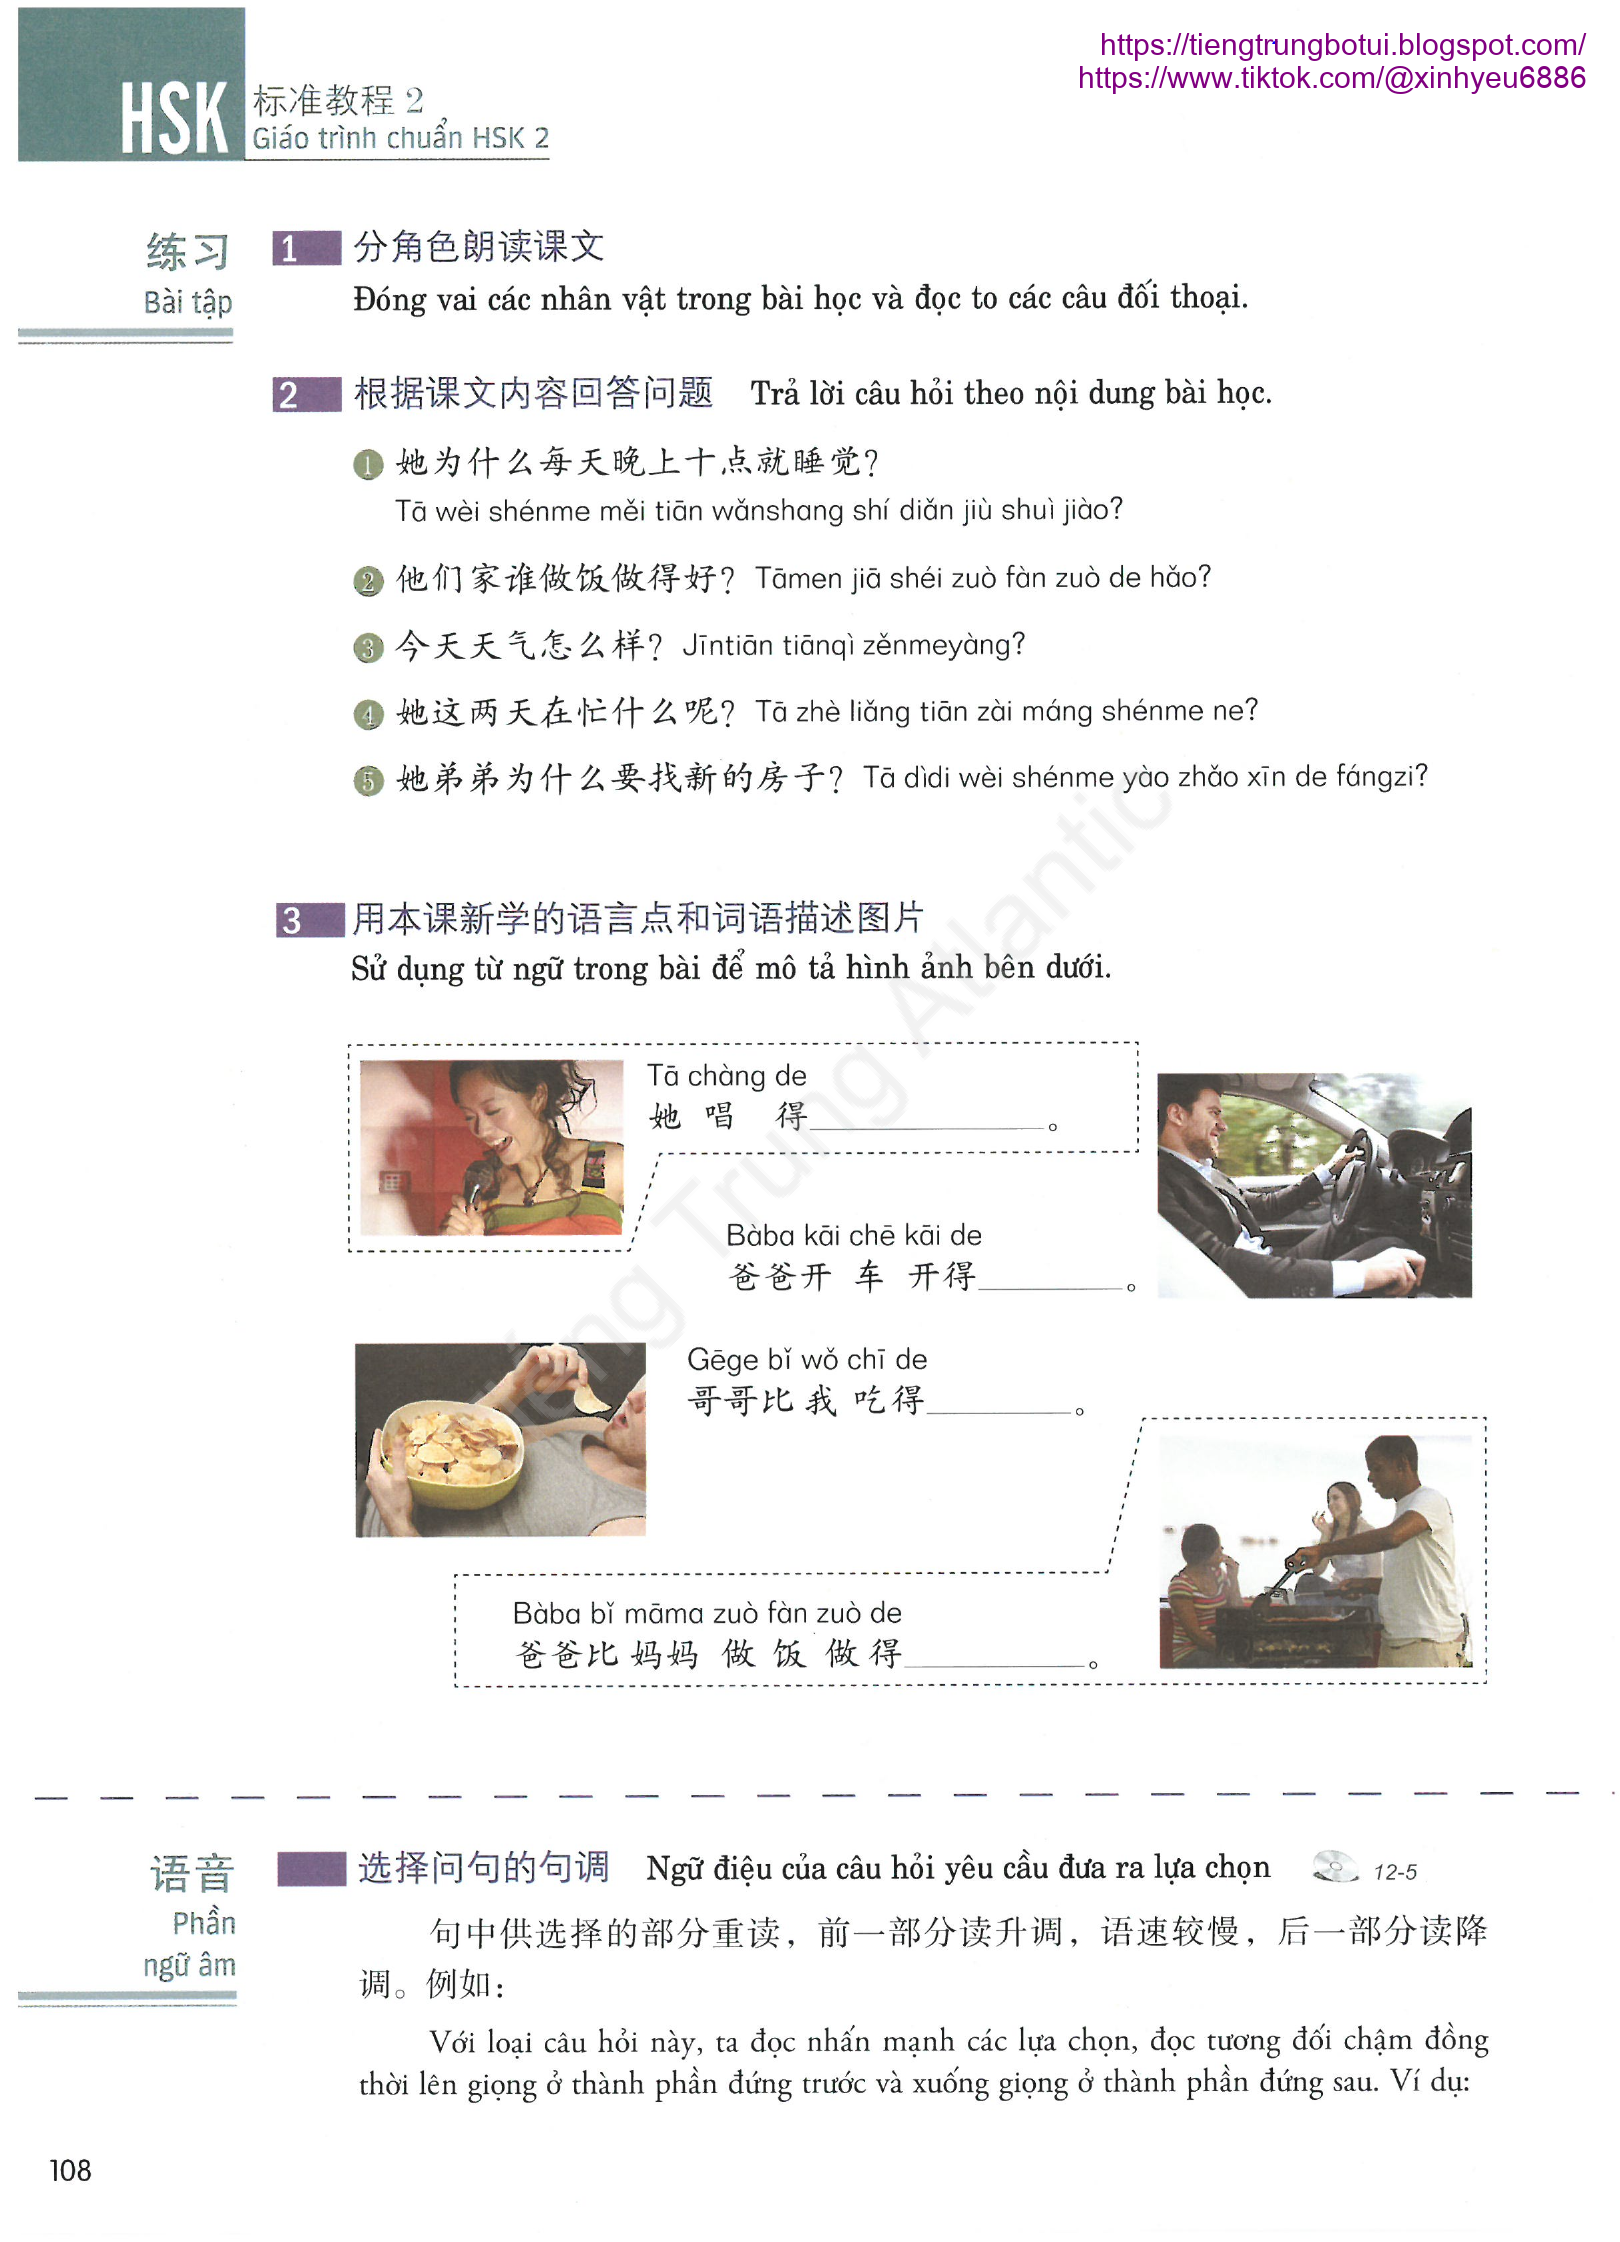 https://tiengtrungbotui.blogspot.com/
https://www.tiktok.com/@xinhyeu6886
HSK 标准教程 2
Giáo trình chuẩn HSK 2
练习
Bài tập
1 分角色朗读课文
Đóng vai các nhân vật trong bài học và đọc to các câu đối thoại.
2 根据课文内容回答问题 Trả lời câu hỏi theo nội dung bài học.
1 她为什么每天晚上十点就睡觉?
Tā wèi shénme měi tiān wǎnshang shí diǎn jiù shuì jiào?
2 他们家谁做饭做得好? Tāmen jiā shéi zuò fàn zuò de hǎo?
3 今天天气怎么样? Jīntiān tiānqì zěnmeyàng?
4 她这两天在忙什么呢? Tā zhè liǎng tiān zài máng shénme ne?
5 她弟弟为什么要找新的房子? Tā dìdi wèi shénme yào zhǎo xīn de fángzi?
3 用本课新学的语言点和词语描述图片
Sử dụng từ ngữ trong bài để mô tả hình ảnh bên dưới.
Tā chàng de
她 唱 得____________。
Bàba kāi chē kāi de
爸爸开 车 开得________。
Gēge bǐ wǒ chī de
哥哥比 我 吃得________。
Bàba bǐ māma zuò fàn zuò de
爸爸比 妈妈 做 饭 做得__________。
Tiếng Trung Atlantic
语音
Phần
ngữ âm
选择问句的句调 Ngữ điệu của câu hỏi yêu cầu đưa ra lựa chọn 12-5
句中供选择的部分重读，前一部分读升调，语速较慢，后一部分读降
调。例如：
Với loại câu hỏi này, ta đọc nhấn mạnh các lựa chọn, đọc tương đối chậm đồng
thời lên giọng ở thành phần đứng trước và xuống giọng ở thành phần đứng sau. Ví dụ:
108